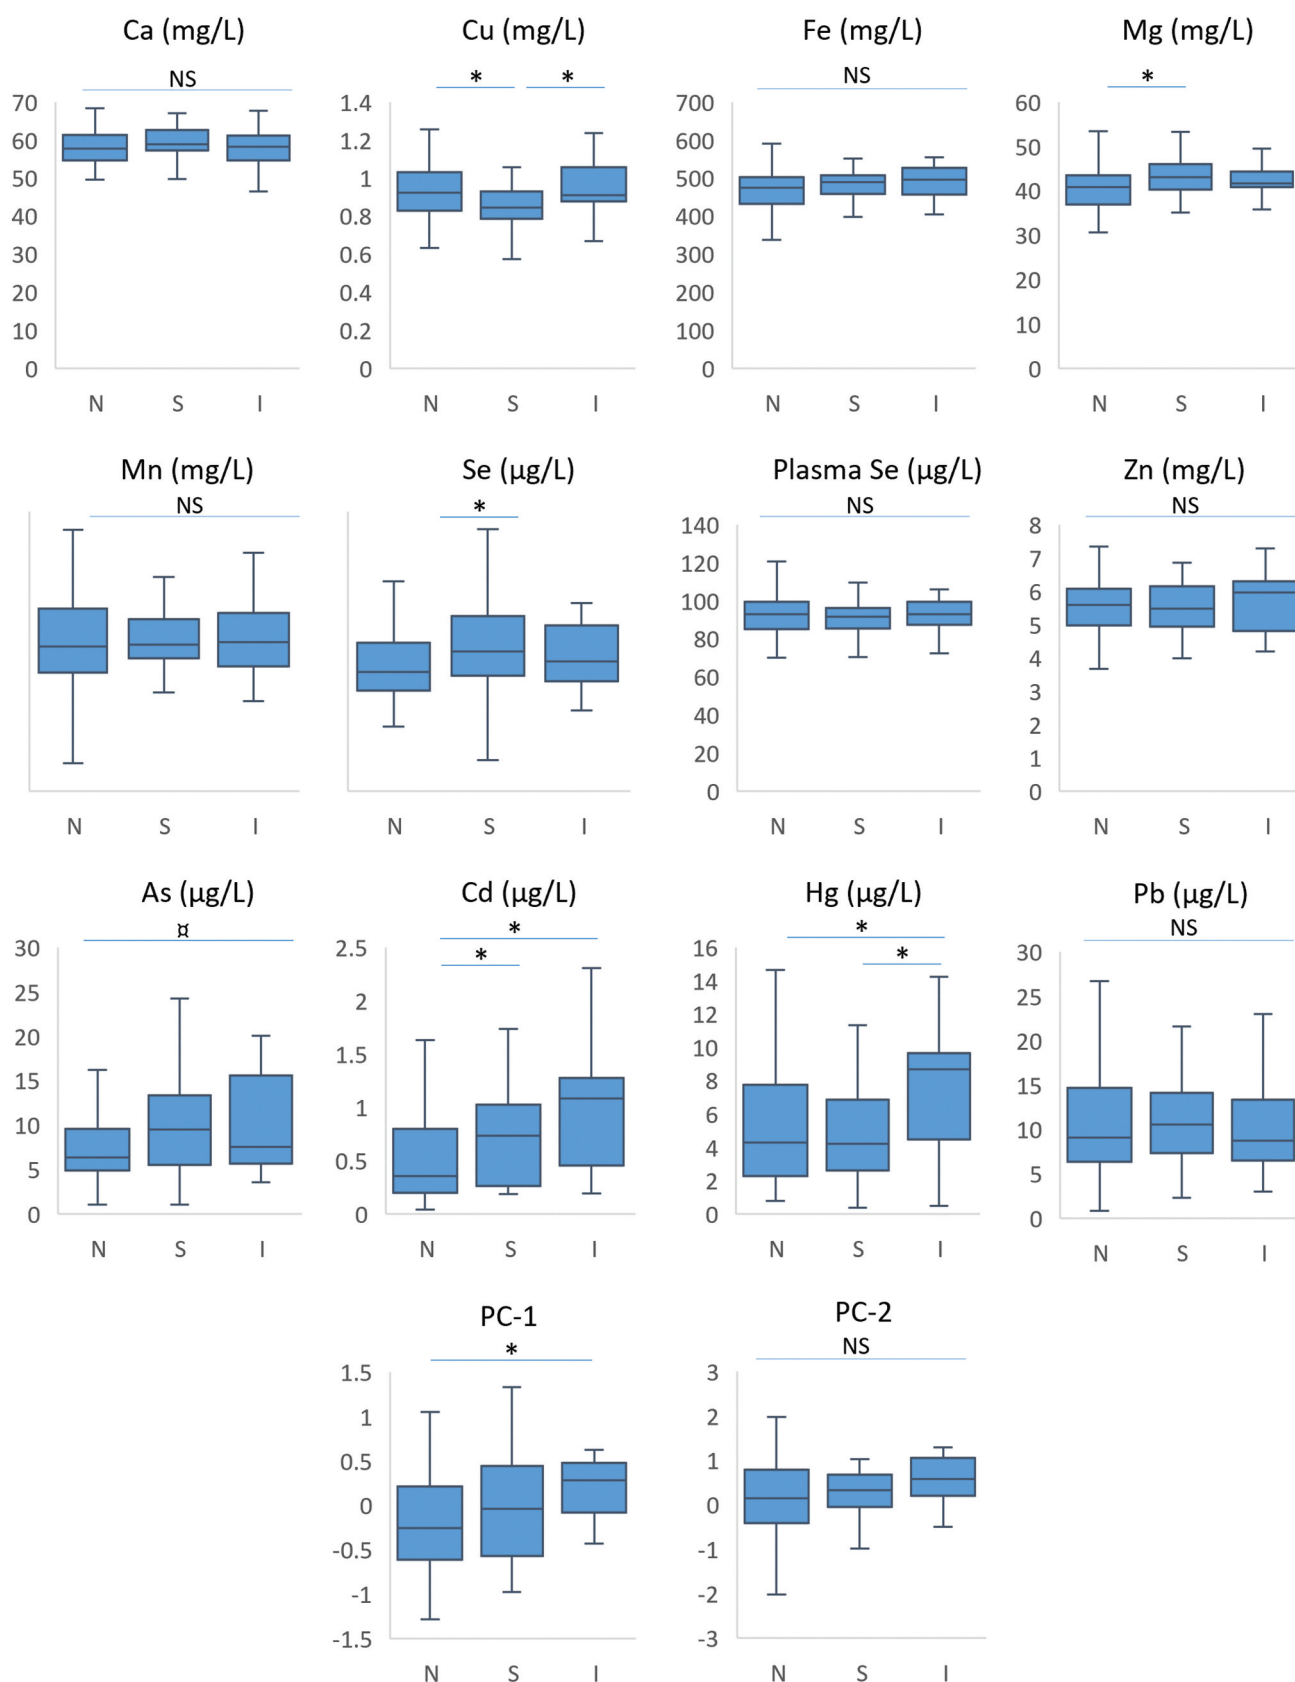 Ca (mg/L) Cu (mg/L) Fe (mg/L) Mg (mg/L)
NS * * NS *
70 1.4 700 60
60 1.2 600 50
50 1 500 40
40 0.8 400 30
30 0.6 300 20
20 0.4 200 10
10 0.2 100 0
0 0 0
N S I N S I N S I N S I
Mn (mg/L) Se (µg/L) Plasma Se (µg/L) Zn (mg/L)
NS * NS NS
140 8
120 7
100 6
80 5
60 4
40 3
20 2
0 1
0
N S I N S I N S I N S I
As (µg/L) Cd (µg/L) Hg (µg/L) Pb (µg/L)
¤ * * * * NS
30 2.5 16 30
25 2 14 25
20 1.5 12 20
15 1 10 15
10 0.5 8 10
5 0 6 5
0 4 0
2
0
N S I N S I N S I N S I
PC-1 PC-2
* NS
1.5 3
1 2
0.5 1
0 0
-0.5 -1
-1 -2
-1.5 -3
N S I N S I